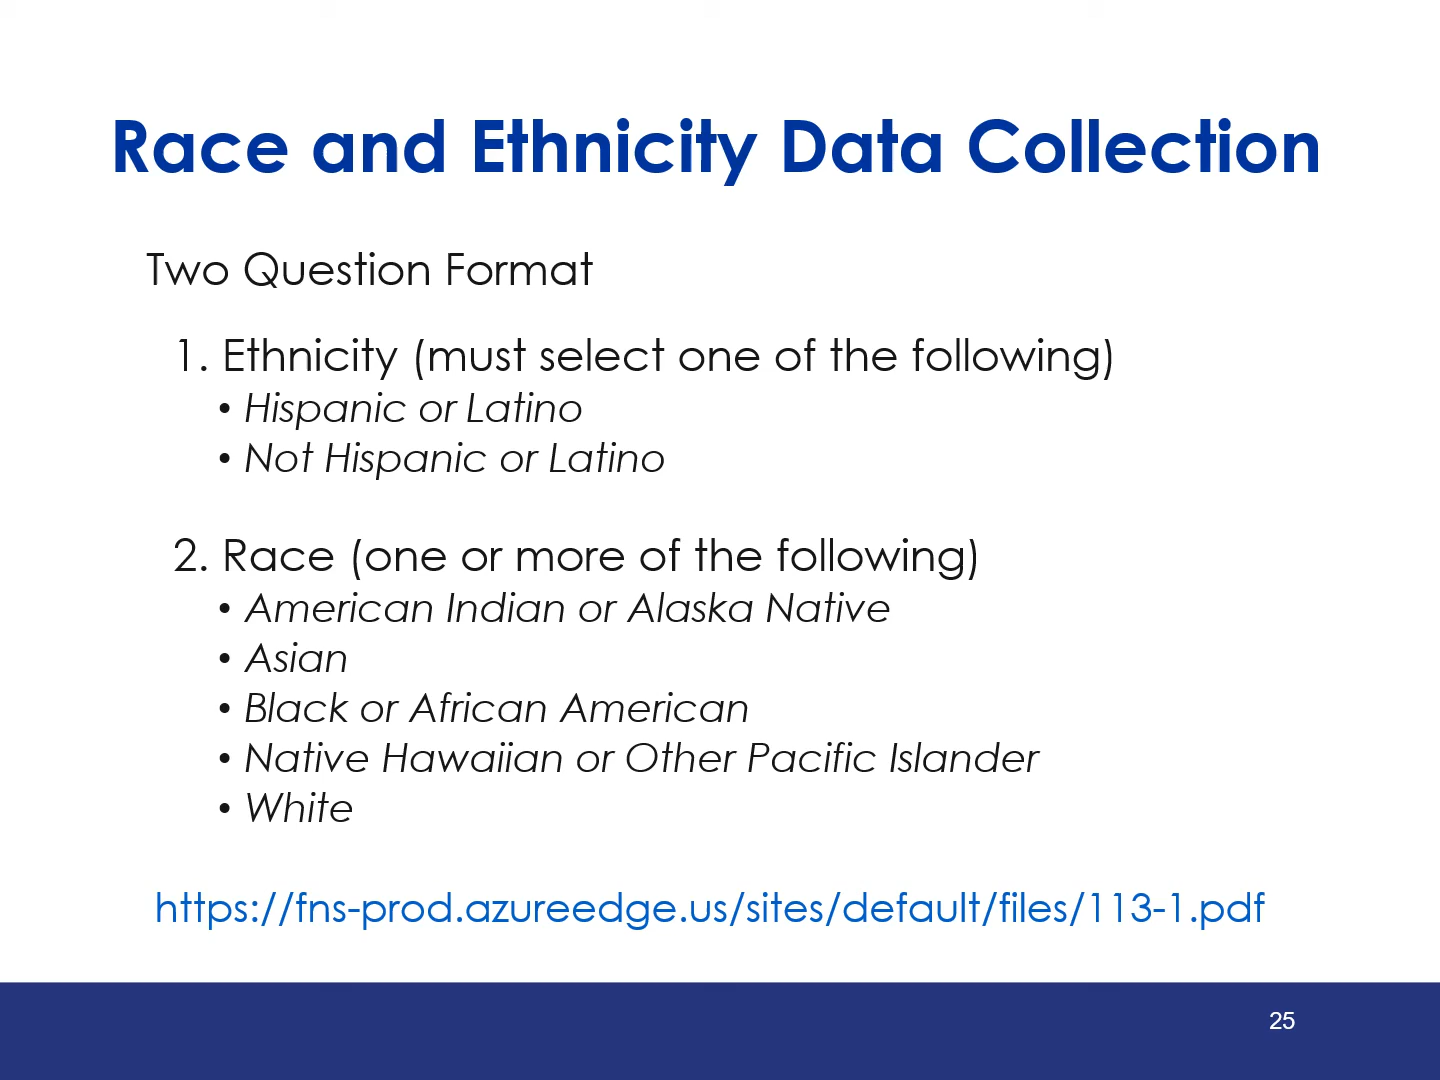 Race and Ethnicity Data Collection
Two Question Format
1. Ethnicity (must select one of the following)
• Hispanic or Latino
• Not Hispanic or Latino
2. Race (one or more of the following)
• American Indian or Alaska Native
• Asian
• Black or African American
• Native Hawaiian or Other Pacific Islander
• White
https://fns-prod.azureedge.us/sites/default/files/113-1.pdf
25